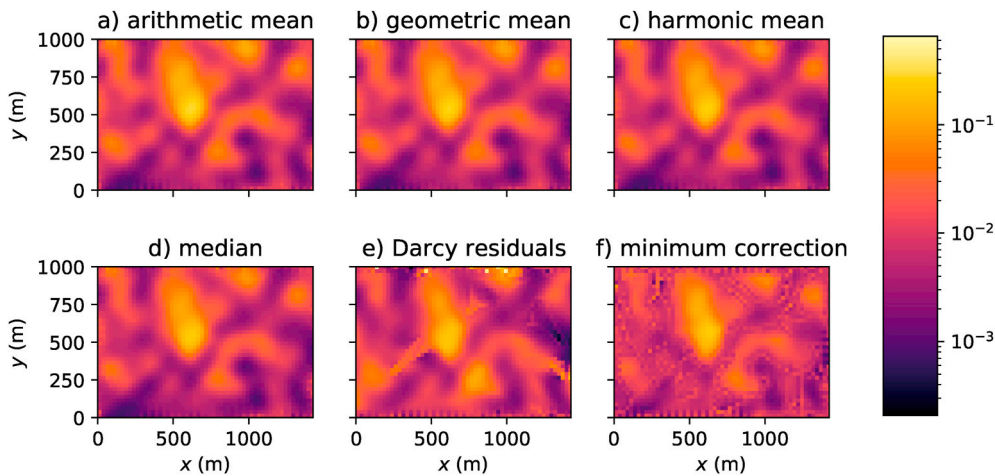 a) arithmetic mean
b) geometric mean
c) harmonic mean
1000
750
500
250
0
y (m)
10⁻¹
10⁻²
10⁻³
d) median
e) Darcy residuals
f) minimum correction
1000
750
500
250
0
y (m)
0 500 1000
0 500 1000
0 500 1000
x (m)
x (m)
x (m)